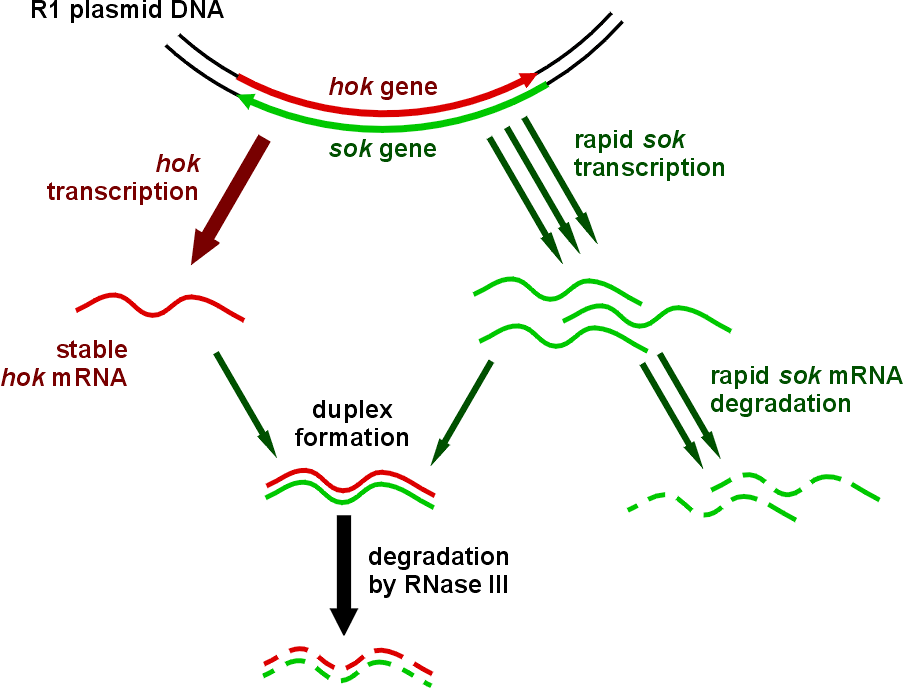 R1 plasmid DNA
hok gene
sok gene
hok
transcription
rapid sok
transcription
stable
hok mRNA
duplex
formation
rapid sok mRNA
degradation
degradation
by RNase III